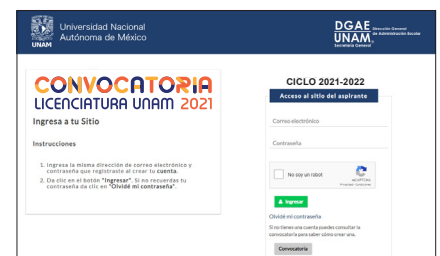 Universidad Nacional
Autónoma de México
UNAM
DGAE
UNAM
Dirección General
de Administración Escolar
Secretaría General
CONVOCATORIA
LICENCIATURA UNAM 2021
Ingresa a tu Sitio
Instrucciones
1. Ingresa la misma dirección de correo electrónico y
contraseña que registraste al crear tu cuenta.
2. Da clic en el botón "Ingresar". Si no recuerdas tu
contraseña da clic en "Olvidé mi contraseña".
CICLO 2021-2022
Acceso al sitio del aspirante
Correo electrónico
Contraseña
No soy un robot
reCAPTCHA
Privacidad - Condiciones
Ingresar
Olvidé mi contraseña
Si no tienes una cuenta puedes consultar la
convocatoria para saber cómo crear una.
Convocatoria